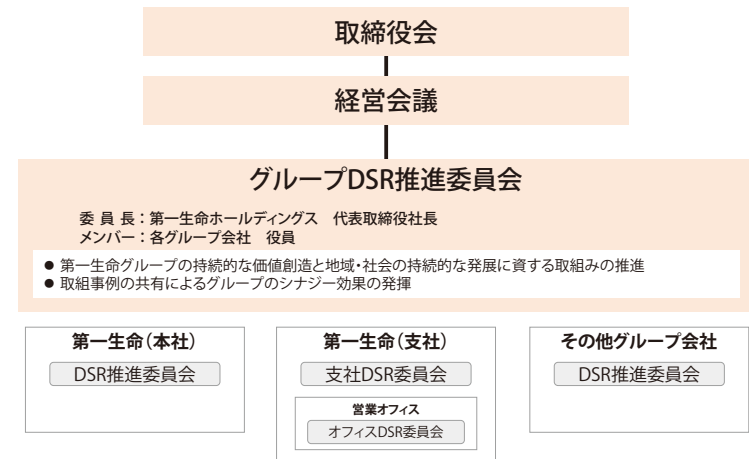 取締役会
経営会議
グループDSR推進委員会
委 員 長：第一生命ホールディングス　代表取締役社長
メンバー：各グループ会社　役員
● 第一生命グループの持続的な価値創造と地域・社会の持続的な発展に資する取組みの推進
● 取組事例の共有によるグループのシナジー効果の発揮
第一生命（本社）
DSR推進委員会
第一生命（支社）
支社DSR委員会
営業オフィス
オフィスDSR委員会
その他グループ会社
DSR推進委員会